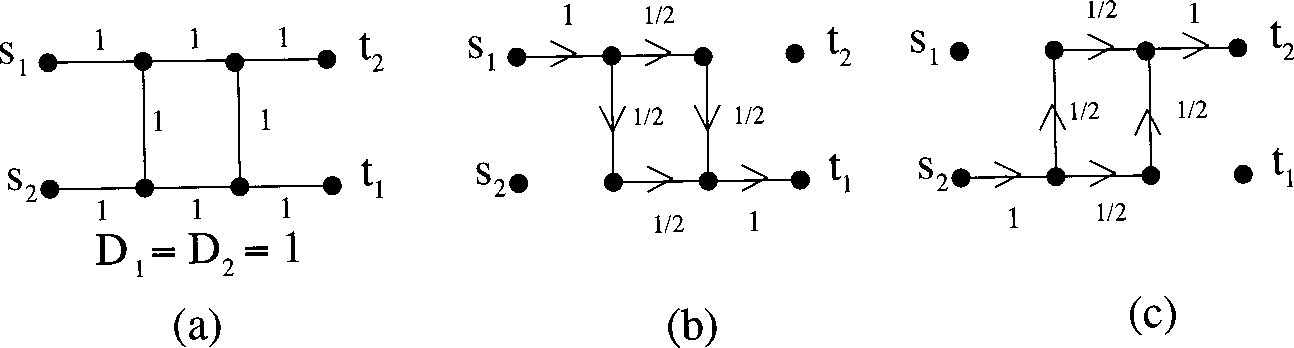 s₁ 1 1 1 t₂
1 1
s₂ 1 1 1 t₁
D₁ = D₂ = 1
(a)
s₁ 1 1/2 t₂
1/2 1/2
s₂ 1/2 1 t₁
(b)
s₁ 1/2 1 t₂
1/2 1/2
s₂ 1 1/2 t₁
(c)